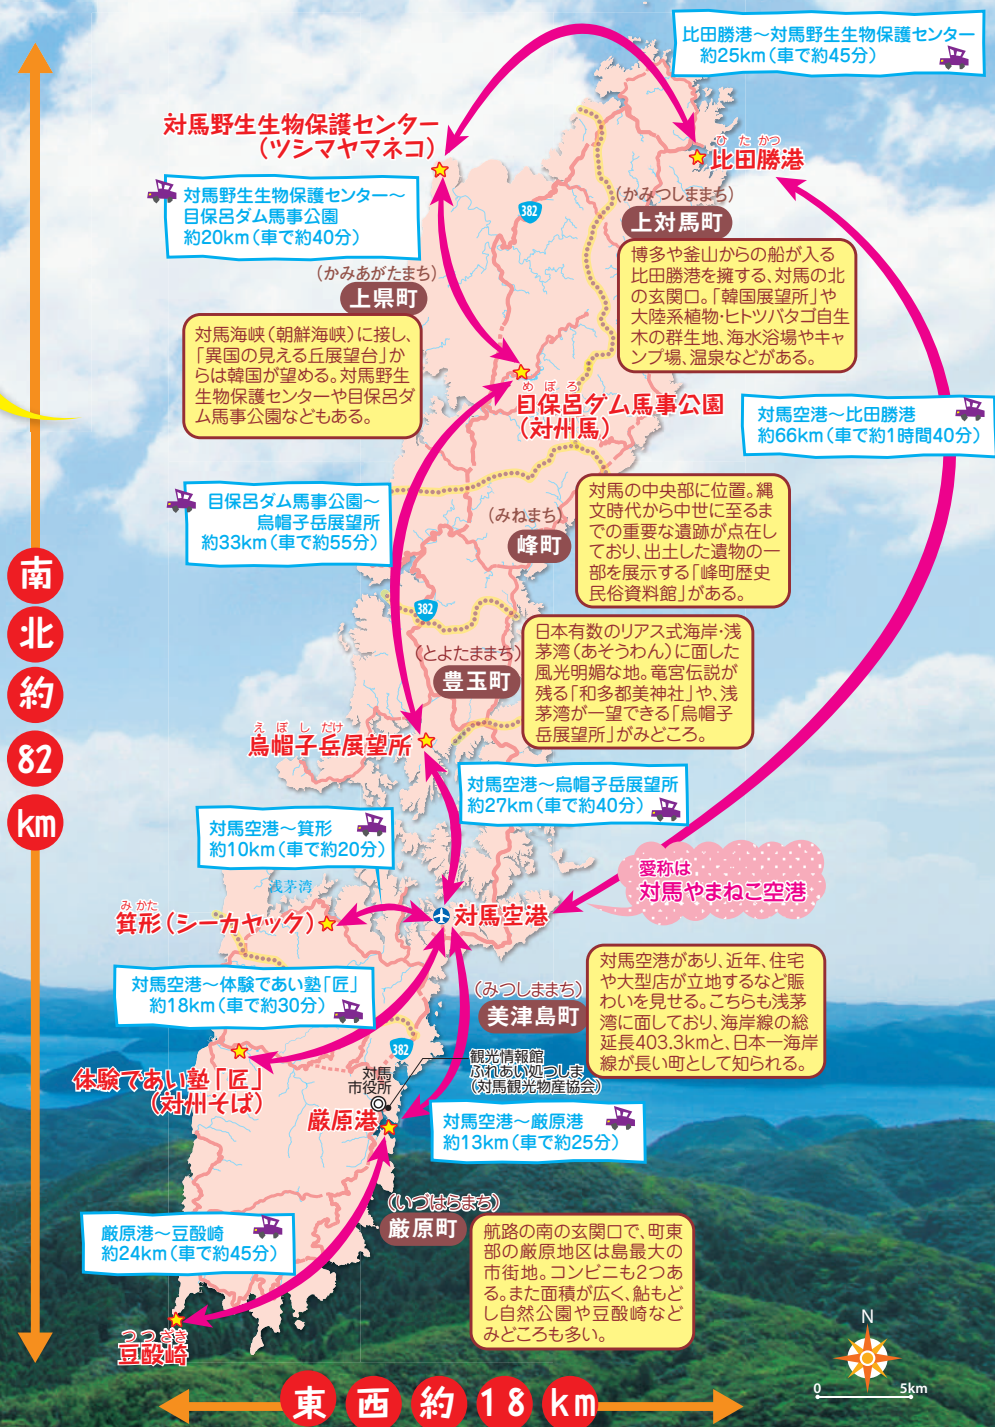 比田勝港～対馬野生生物保護センター
約25km（車で約45分）
対馬野生生物保護センター
（ツシマヤマネコ）
ひたかつ
比田勝港
対馬野生生物保護センター～
目保呂ダム馬事公園
約20km（車で約40分）
382
（かみつしままち）
上対馬町
博多や釜山からの船が入る
比田勝港を擁する、対馬の北
の玄関口。「韓国展望所」や
大陸系植物・ヒトツバタゴ自生
木の群生地、海水浴場やキャ
ンプ場、温泉などがある。
（かみあがたまち）
上県町
対馬海峡（朝鮮海峡）に接し、
「異国の見える丘展望台」か
らは韓国が望める。対馬野生
生物保護センターや目保呂ダ
ム馬事公園などもある。
めぼろ
目保呂ダム馬事公園
（対州馬）
対馬空港～比田勝港
約66km（車で約1時間40分）
目保呂ダム馬事公園～
烏帽子岳展望所
約33km（車で約55分）
（みねまち）
峰町
対馬の中央部に位置。縄
文時代から中世に至るま
での重要な遺跡が点在し
ており、出土した遺物の一
部を展示する「峰町歴史
民俗資料館」がある。
382
（とよたままち）
豊玉町
日本有数のリアス式海岸・浅
茅湾（あそうわん）に面した
風光明媚な地。竜宮伝説が
残る「和多都美神社」や、浅
茅湾が一望できる「烏帽子
岳展望所」がみどころ。
えぼしだけ
烏帽子岳展望所
対馬空港～烏帽子岳展望所
約27km（車で約40分）
対馬空港～箕形
約10km（車で約20分）
愛称は
対馬やまねこ空港
浅茅湾
みかた
箕形（シーカヤック）
対馬空港
対馬空港～体験であい塾「匠」
約18km（車で約30分）
（みつしままち）
美津島町
対馬空港があり、近年、住宅
や大型店が立地するなど賑
わいを見せる。こちらも浅茅
湾に面しており、海岸線の総
延長403.3kmと、日本一海岸
線が長い町として知られる。
382
体験であい塾「匠」
（対州そば）
対馬
市役所
観光情報館
ふれあい処つしま
（対馬観光物産協会）
厳原港
対馬空港～厳原港
約13km（車で約25分）
（いづはらまち）
厳原町
航路の南の玄関口で、町東
部の厳原地区は島最大の
市街地。コンビニも2つあ
る。また面積が広く、鮎もど
し自然公園や豆酘崎など
みどころも多い。
厳原港～豆酘崎
約24km（車で約45分）
つつざき
豆酘崎
南北約82km
東西約18km
N
0 5km